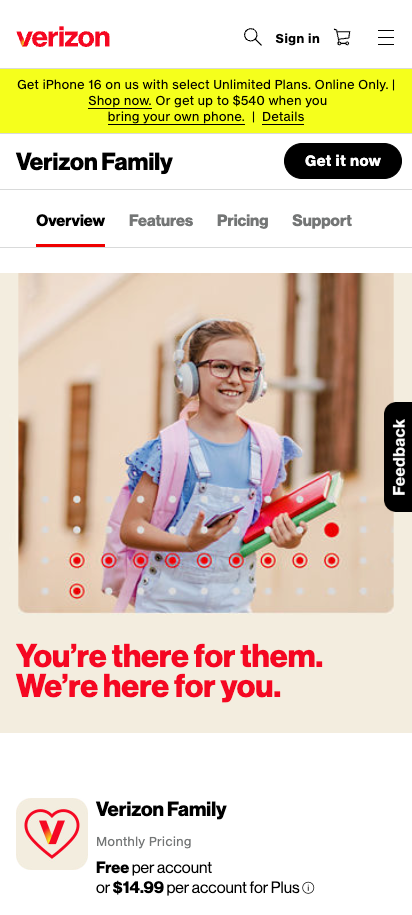 verizon
Sign in
Get iPhone 16 on us with select Unlimited Plans. Online Only. |
Shop now. Or get up to $540 when you
bring your own phone. | Details
Verizon Family
Get it now
Overview Features Pricing Support
Feedback
You’re there for them.
We’re here for you.
Verizon Family
Monthly Pricing
Free per account
or $14.99 per account for Plus